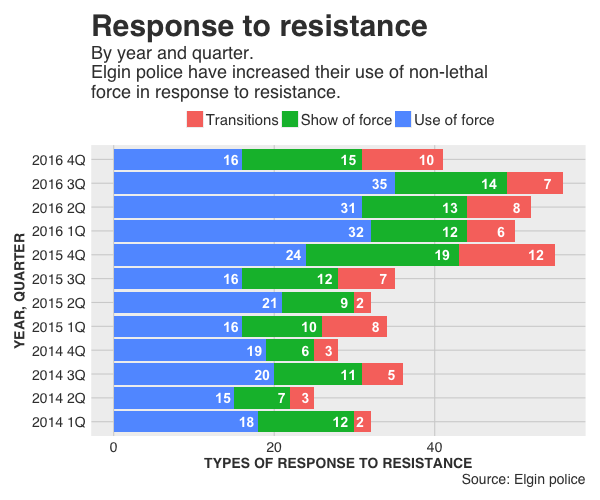 Response to resistance
By year and quarter.
Elgin police have increased their use of non-lethal
force in response to resistance.
Transitions Show of force Use of force
2016 4Q 16 15 10
2016 3Q 35 14 7
2016 2Q 31 13 8
2016 1Q 32 12 6
2015 4Q 24 19 12
2015 3Q 16 12 7
2015 2Q 21 9 2
2015 1Q 16 10 8
2014 4Q 19 6 3
2014 3Q 20 11 5
2014 2Q 15 7 3
2014 1Q 18 12 2
YEAR, QUARTER
0 20 40
TYPES OF RESPONSE TO RESISTANCE
Source: Elgin police